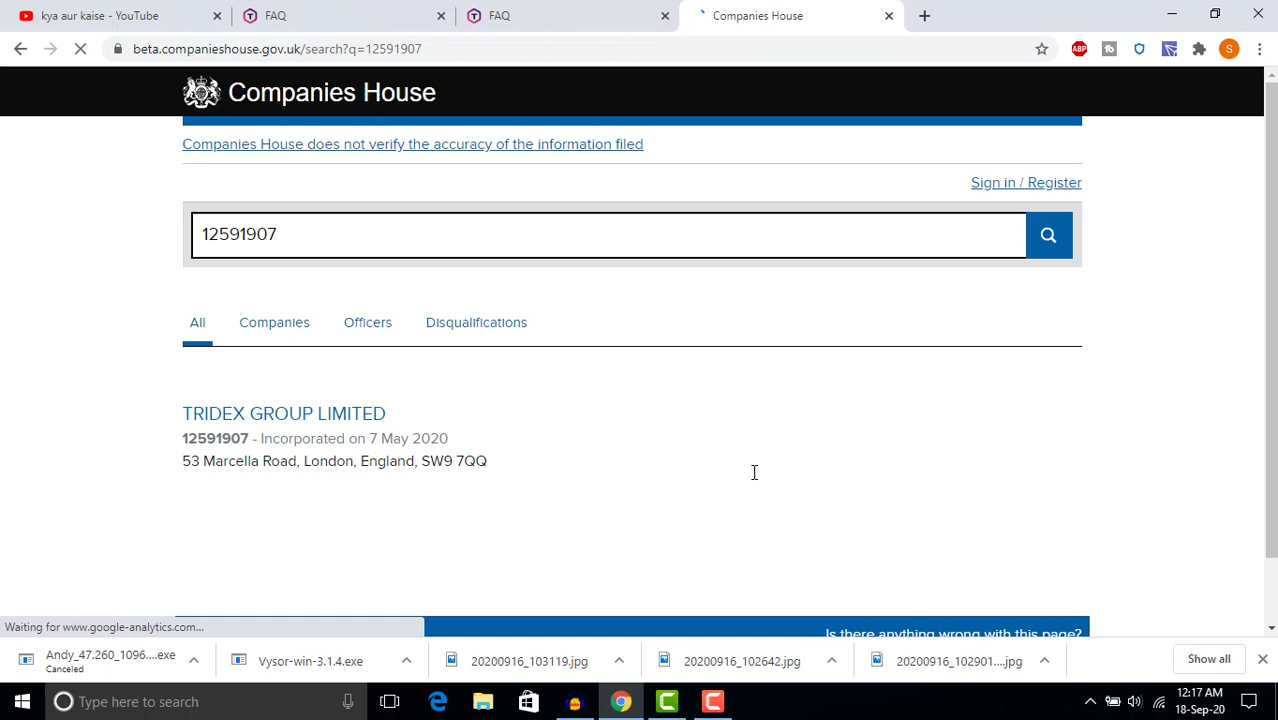 kya aur kaise - YouTube
FAQ
FAQ
Companies House
beta.companieshouse.gov.uk/search?q=12591907
ABP
S
Companies House
Companies House does not verify the accuracy of the information filed
Sign in / Register
12591907
All
Companies
Officers
Disqualifications
TRIDEX GROUP LIMITED
12591907 - Incorporated on 7 May 2020
53 Marcella Road, London, England, SW9 7QQ
Is there anything wrong with this page?
Waiting for www.google-analytics.com...
Andy_47.260_1096....exe
Canceled
Vysor-win-3.1.4.exe
20200916_103119.jpg
20200916_102642.jpg
20200916_102901....jpg
Show all
Type here to search
12:17 AM
18-Sep-20